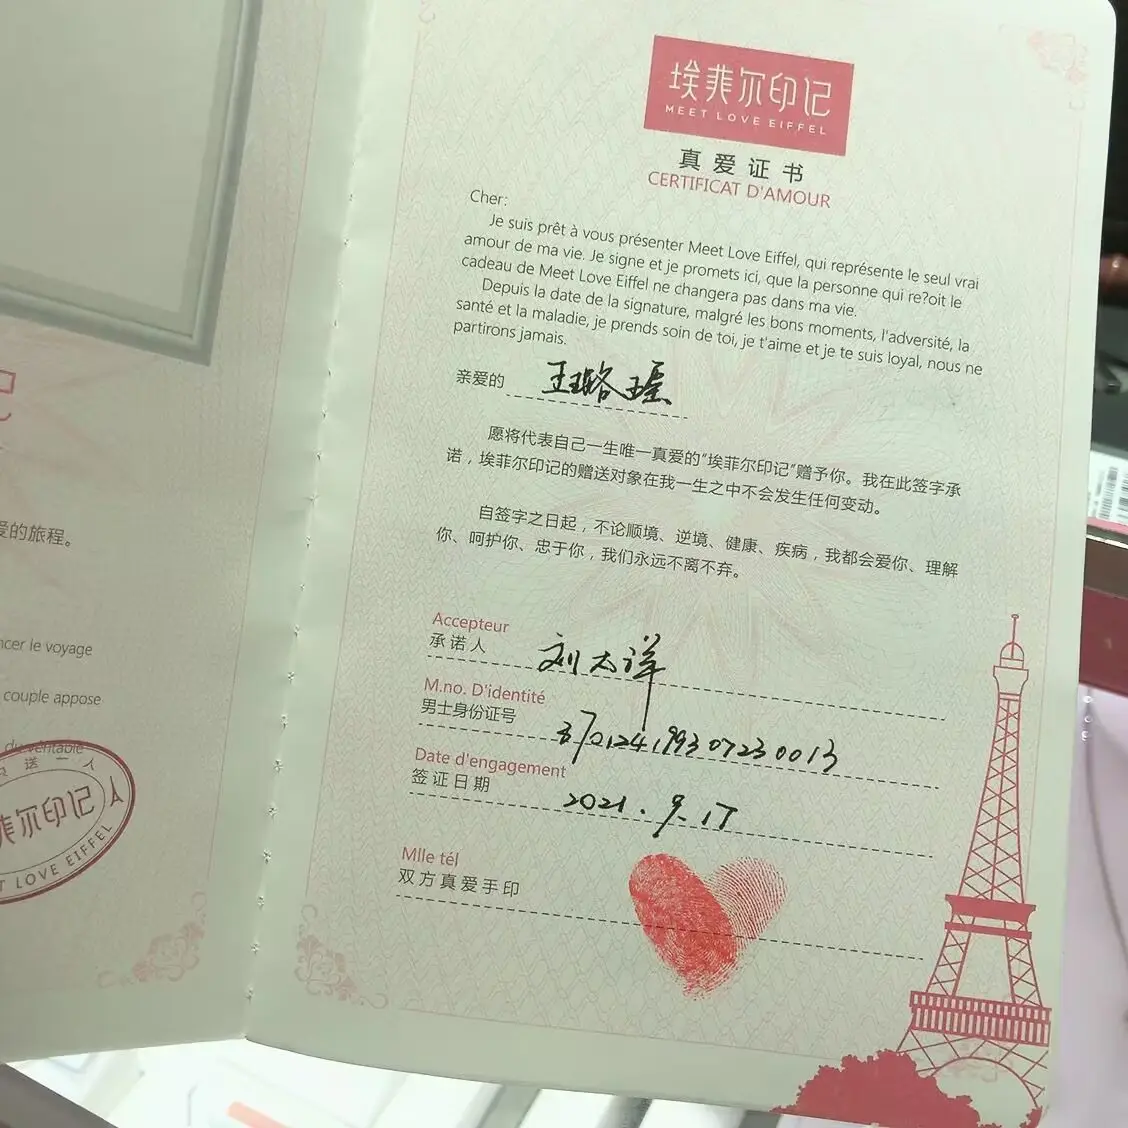 埃菲尔印记
MEET LOVE EIFFEL
真爱证书
CERTIFICAT D'AMOUR
Cher:
Je suis prêt à vous présenter Meet Love Eiffel, qui représente le seul vrai
amour de ma vie. Je signe et je promets ici, que la personne qui re?oit le
cadeau de Meet Love Eiffel ne changera pas dans ma vie.
Depuis la date de la signature, malgré les bons moments, l'adversité, la
santé et la maladie, je prends soin de toi, je t'aime et je te suis loyal, nous ne
partirons jamais.
亲爱的 王璐瑶
愿将代表自己一生唯一真爱的"埃菲尔印记"赠予你。我在此签字承
诺，埃菲尔印记的赠送对象在我一生之中不会发生任何变动。
自签字之日起，不论顺境、逆境、健康、疾病，我都会爱你、理解
你、呵护你、忠于你，我们永远不离不弃。
Accepteur
承诺人 刘大洋
M.no. D'identité
男士身份证号 370124199307230013
Date d'engagement
签证日期 2021.9.17
Mlle tél
双方真爱手印
记
爱的旅程。
ncer le voyage
couple appose
du véritable
送一人
菲尔印记
T LOVE EIFFEL